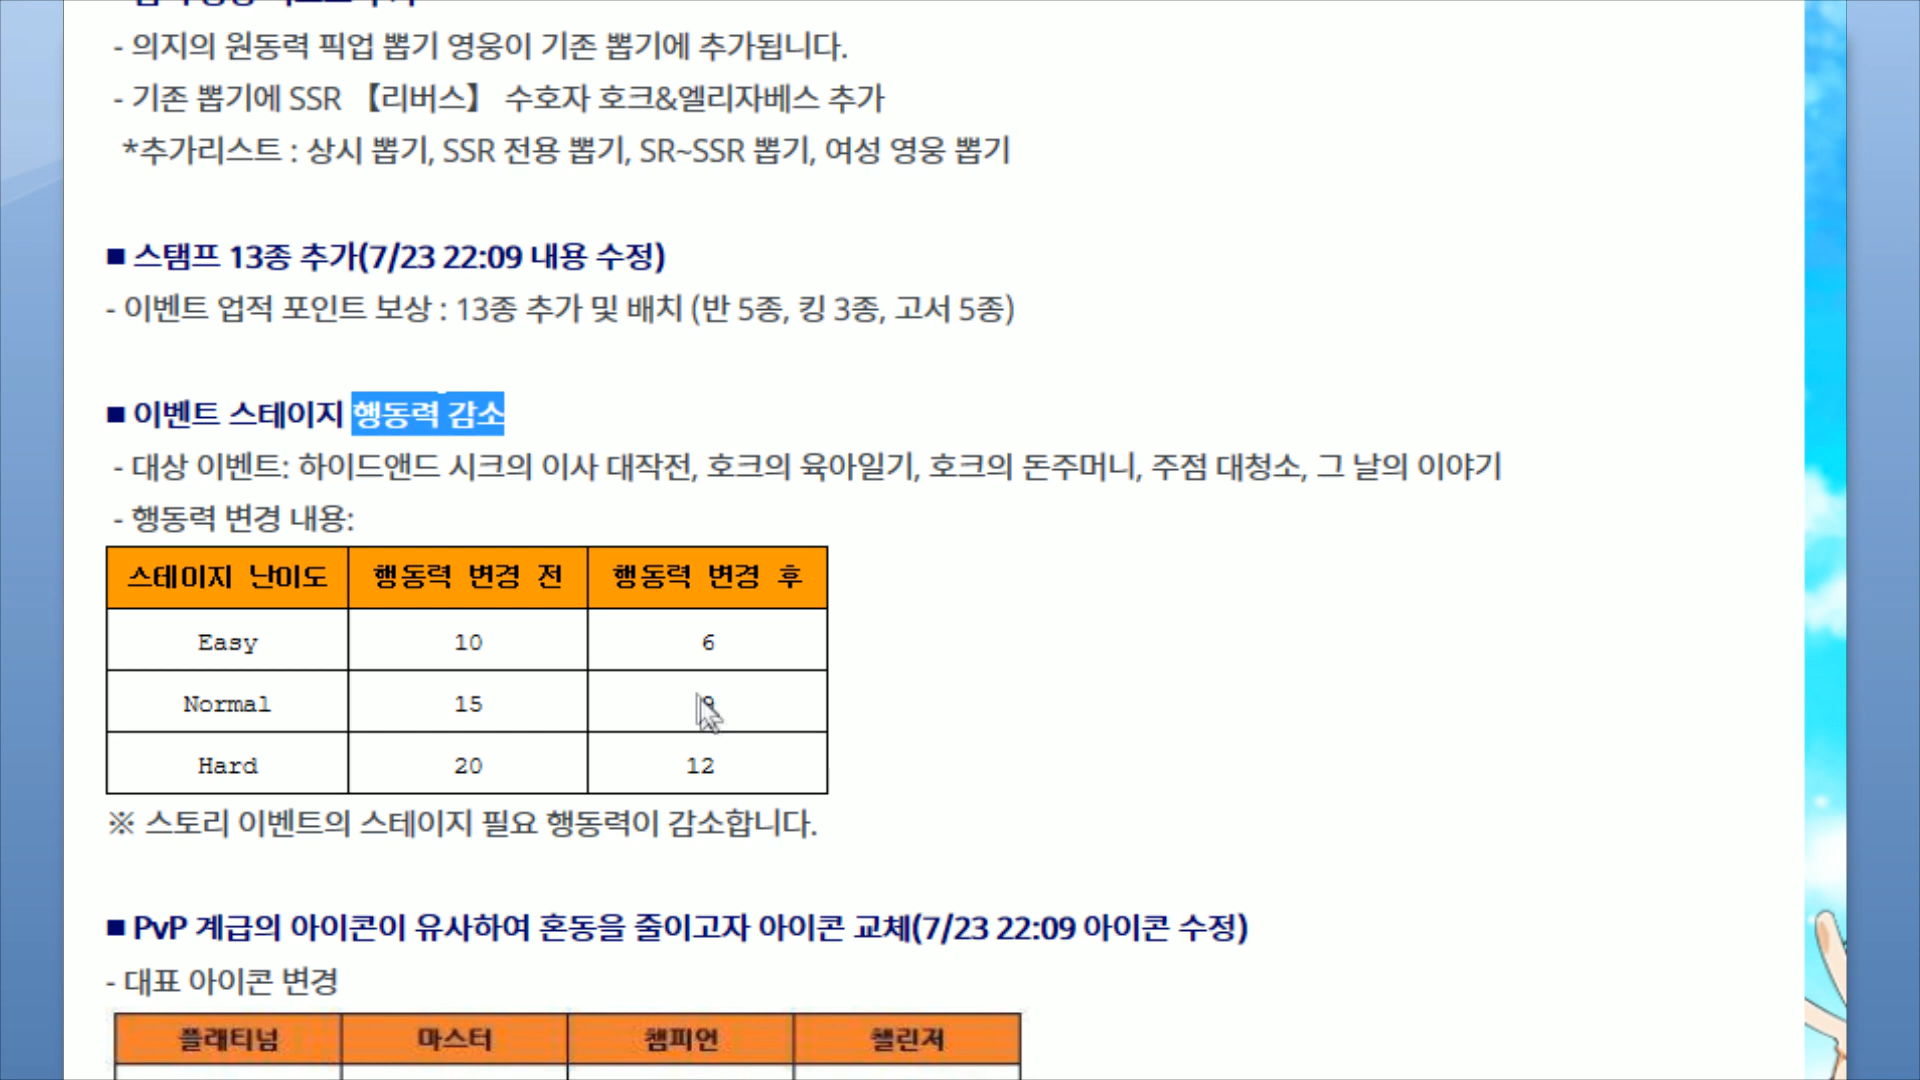 - 의지의 원동력 픽업 뽑기 영웅이 기존 뽑기에 추가됩니다.
- 기존 뽑기에 SSR 【리버스】 수호자 호크&엘리자베스 추가
*추가리스트 : 상시 뽑기, SSR 전용 뽑기, SR~SSR 뽑기, 여성 영웅 뽑기
■ 스탬프 13종 추가(7/23 22:09 내용 수정)
- 이벤트 업적 포인트 보상 : 13종 추가 및 배치 (반 5종, 킹 3종, 고서 5종)
■ 이벤트 스테이지 행동력 감소
- 대상 이벤트: 하이드앤드 시크의 이사 대작전, 호크의 육아일기, 호크의 돈주머니, 주점 대청소, 그 날의 이야기
- 행동력 변경 내용:
스테이지 난이도 행동력 변경 전 행동력 변경 후
Easy 10 6
Normal 15 9
Hard 20 12
※ 스토리 이벤트의 스테이지 필요 행동력이 감소합니다.
■ PvP 계급의 아이콘이 유사하여 혼동을 줄이고자 아이콘 교체(7/23 22:09 아이콘 수정)
- 대표 아이콘 변경
플래티넘 마스터 챔피언 챌린저